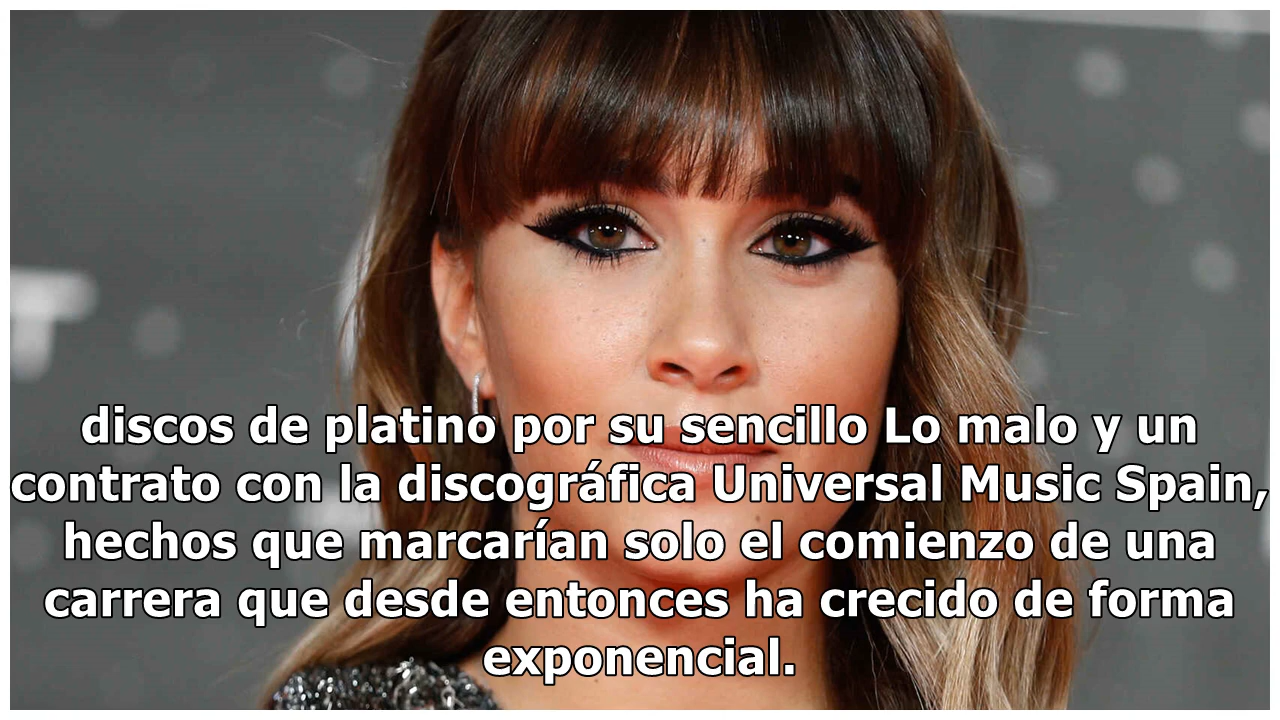 discos de platino por su sencillo Lo malo y un
contrato con la discográfica Universal Music Spain,
hechos que marcarían solo el comienzo de una
carrera que desde entonces ha crecido de forma
exponencial.